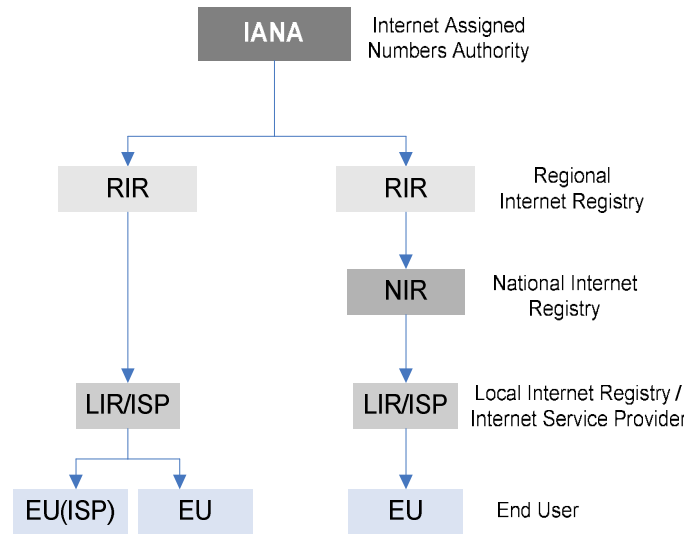 IANA
Internet Assigned
Numbers Authority
RIR
RIR
Regional
Internet Registry
NIR
National Internet
Registry
LIR/ISP
LIR/ISP
Local Internet Registry /
Internet Service Provider
EU(ISP)
EU
EU
End User